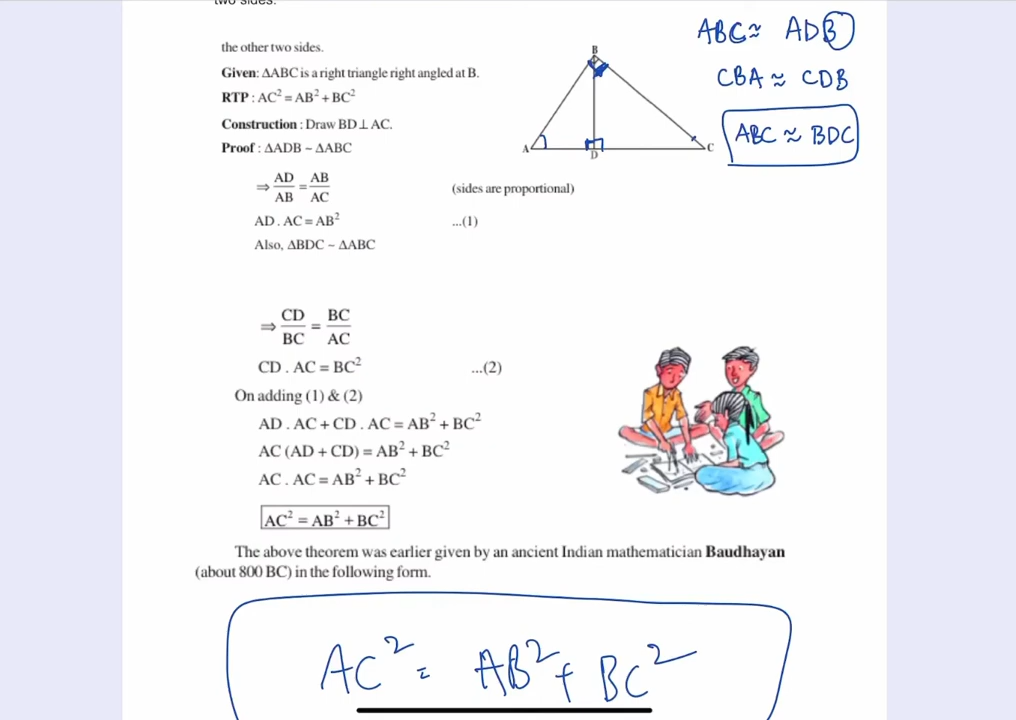 two sides.
the other two sides.
Given: ΔABC is a right triangle right angled at B.
RTP : AC² = AB² + BC²
Construction : Draw BD ⊥ AC.
Proof : ΔADB ~ ΔABC
⇒ AD/AB = AB/AC (sides are proportional)
AD . AC = AB² ...(1)
Also, ΔBDC ~ ΔABC
B
A
D
C
ABC ≈ ADB
CBA ≈ CDB
ABC ≈ BDC
⇒ CD/BC = BC/AC
CD . AC = BC² ...(2)
On adding (1) & (2)
AD . AC + CD . AC = AB² + BC²
AC (AD + CD) = AB² + BC²
AC . AC = AB² + BC²
AC² = AB² + BC²
The above theorem was earlier given by an ancient Indian mathematician Baudhayan
(about 800 BC) in the following form.
AC² = AB² + BC²